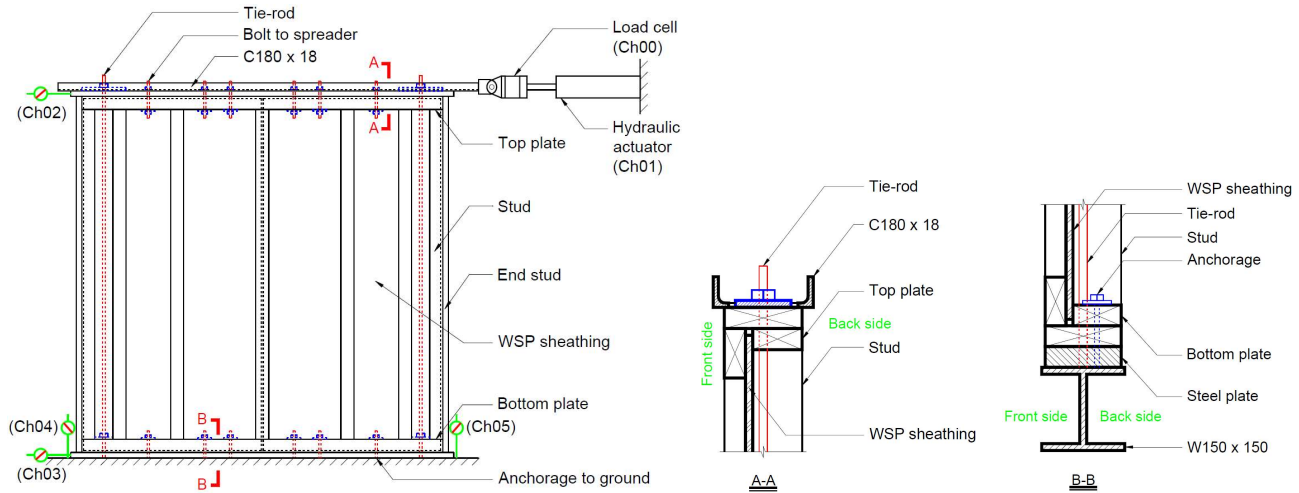 Tie-rod
Bolt to spreader
C180 x 18
A
A
Load cell
(Ch00)
(Ch02)
Hydraulic
actuator
(Ch01)
Top plate
Stud
End stud
WSP sheathing
Bottom plate
(Ch04)
(Ch05)
(Ch03)
B
B
Anchorage to ground
Tie-rod
C180 x 18
Top plate
Back side
Front side
Stud
WSP sheathing
A-A
WSP sheathing
Tie-rod
Stud
Anchorage
Bottom plate
Steel plate
Front side
Back side
W150 x 150
B-B